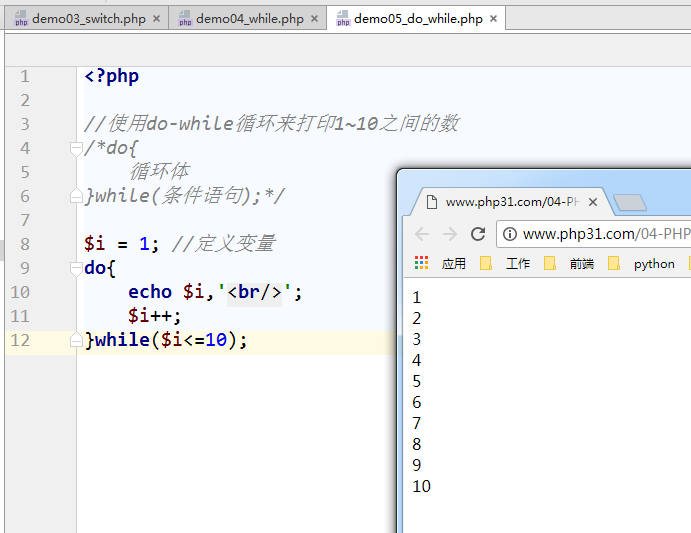 demo03_switch.php × demo04_while.php × demo05_do_while.php ×
1 <?php
2
3 //使用do-while循环来打印1~10之间的数
4 /*do{
5 循环体
6 }while(条件语句);*/
7
8 $i = 1; //定义变量
9 do{
10 echo $i,'<br/>';
11 $i++;
12 }while($i<=10);
www.php31.com/04-PH ×
www.php31.com/04-PHP
应用 工作 前端 python
1
2
3
4
5
6
7
8
9
10